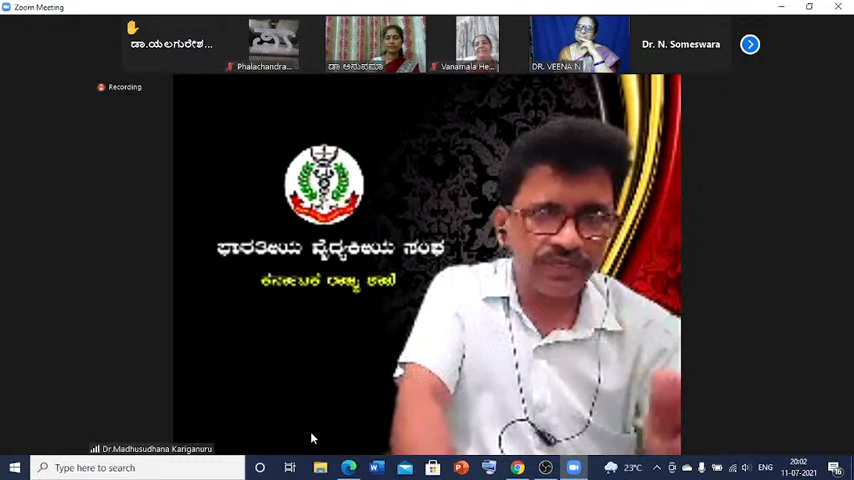 Zoom Meeting
ಡಾ.ಯಲಗುರೇಶ...
Phalachandra...
ಡಾ ಅನುಪಮಾ
Vanamala He...
DR. VEENA N
Dr. N. Someswara
Recording
ಭಾರತೀಯ ವೈದ್ಯಕೀಯ ಸಂಘ
ಕರ್ನಾಟಕ ರಾಜ್ಯ ಶಾಖೆ
Dr.Madhusudhana Kariganuru
Type here to search
23°C
ENG
20:02
11-07-2021
16